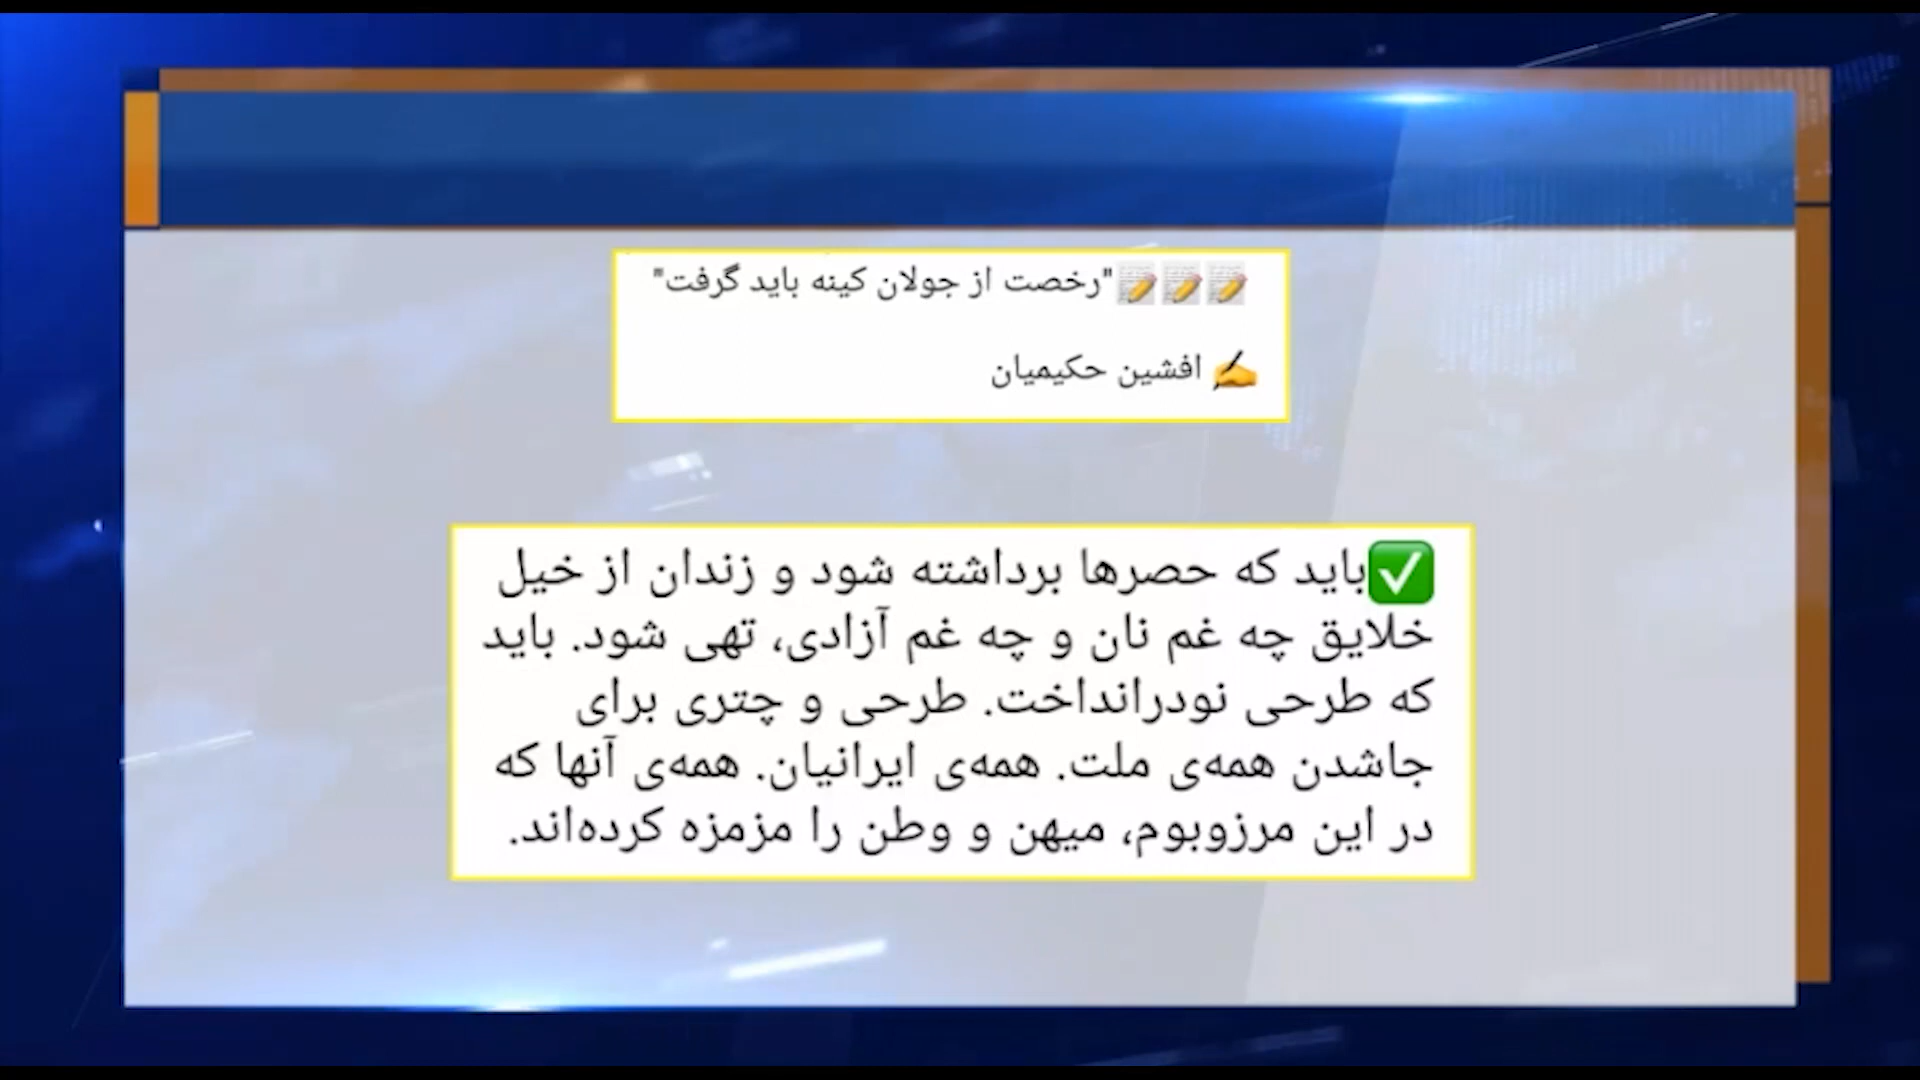 📝📝📝"رخصت از جولان کینه باید گرفت"
✍️ افشین حکیمیان
✅باید که حصرها برداشته شود و زندان از خیل
خلایق چه غم نان و چه غم آزادی، تهی شود. باید
که طرحی نودرانداخت. طرحی و چتری برای
جاشدن همه‌ی ملت. همه‌ی ایرانیان. همه‌ی آنها که
در این مرزوبوم، میهن و وطن را مزمزه کرده‌اند.